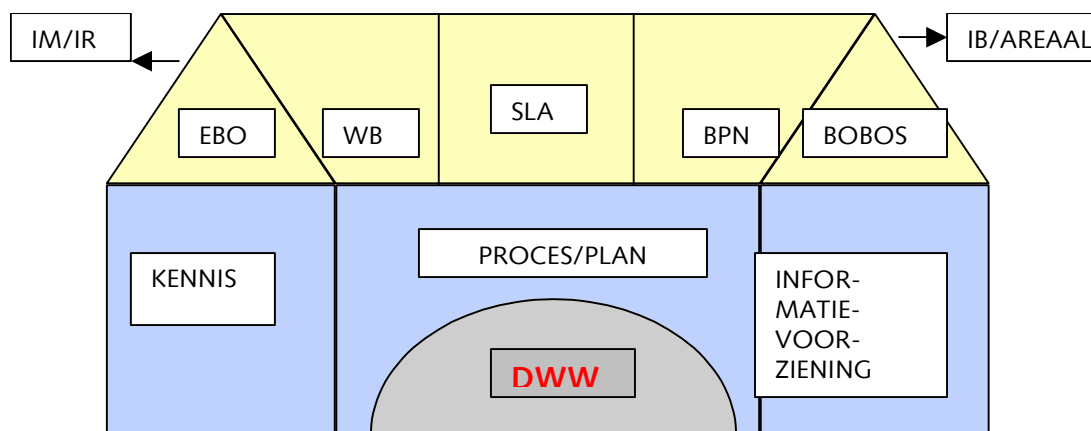 IM/IR
IB/AREAAL
EBO
WB
SLA
BPN
BOBOS
KENNIS
PROCES/PLAN
INFOR-
MATIE-
VOOR-
ZIENING
DWW